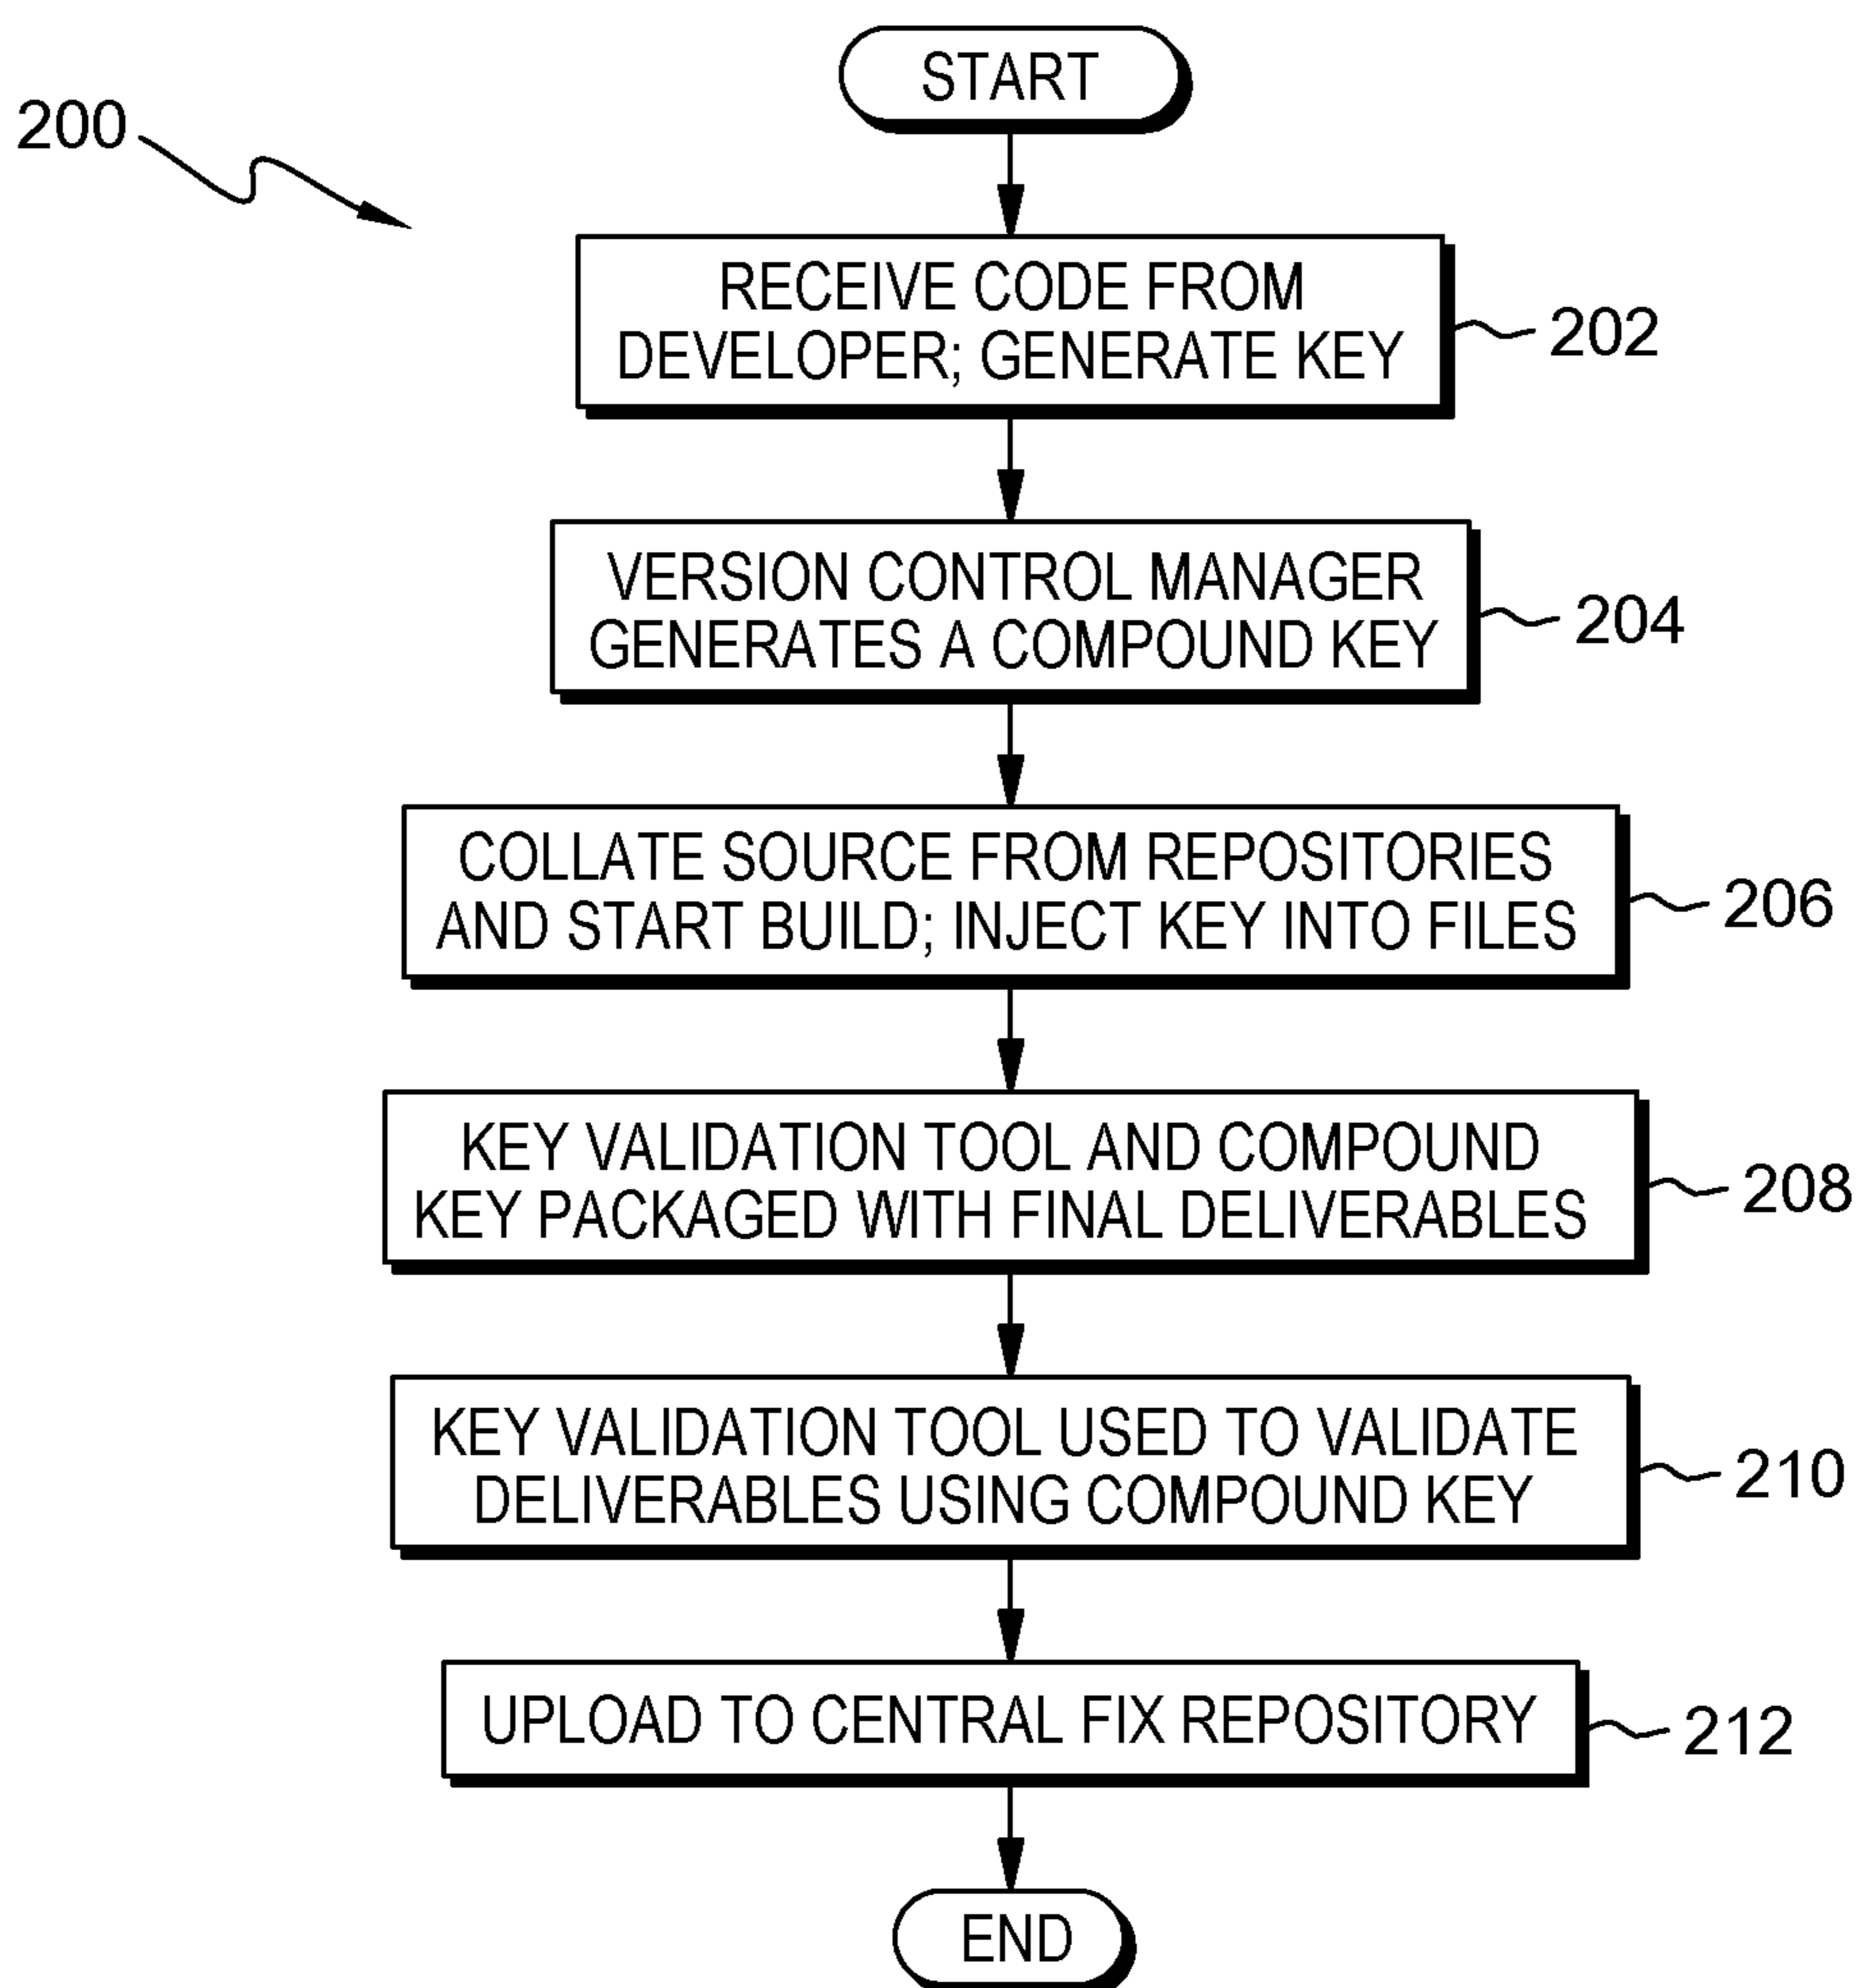 START
200
RECEIVE CODE FROM
DEVELOPER; GENERATE KEY
202
VERSION CONTROL MANAGER
GENERATES A COMPOUND KEY
204
COLLATE SOURCE FROM REPOSITORIES
AND START BUILD; INJECT KEY INTO FILES
206
KEY VALIDATION TOOL AND COMPOUND
KEY PACKAGED WITH FINAL DELIVERABLES
208
KEY VALIDATION TOOL USED TO VALIDATE
DELIVERABLES USING COMPOUND KEY
210
UPLOAD TO CENTRAL FIX REPOSITORY
212
END